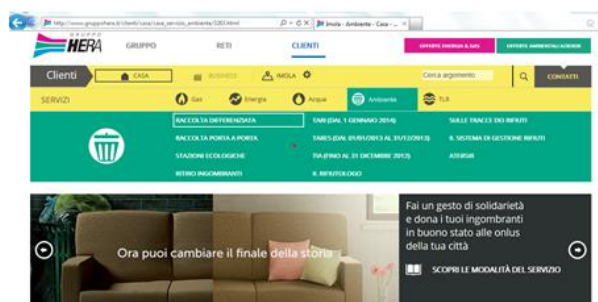 http://www.gruppohera.it/clienti/casa/casa_servizio_ambiente/1203.html
Imola - Ambiente - Casa - ...
GRUPPO
HERA
GRUPPO
RETI
CLIENTI
OFFERTE ENERGIA & GAS
OFFERTE AMBIENTALI AZIENDE
Clienti
CASA
BUSINESS
IMOLA
Cerca argomento
CONTATTI
SERVIZI
Gas
Energia
Acqua
Ambiente
TLR
RACCOLTA DIFFERENZIATA
TARI (DAL 1 GENNAIO 2014)
SULLE TRACCE DEI RIFIUTI
RACCOLTA PORTA A PORTA
TARES (DAL 01/01/2013 AL 31/12/2013)
IL SISTEMA DI GESTIONE RIFIUTI
STAZIONI ECOLOGICHE
TIA (FINO AL 31 DICEMBRE 2012)
ATERSIR
RITIRO INGOMBRANTI
IL RIFIUTOLOGO
Ora puoi cambiare il finale della storia
Fai un gesto di solidarietà
e dona i tuoi ingombranti
in buono stato alle onlus
della tua città
SCOPRI LE MODALITÀ DEL SERVIZIO